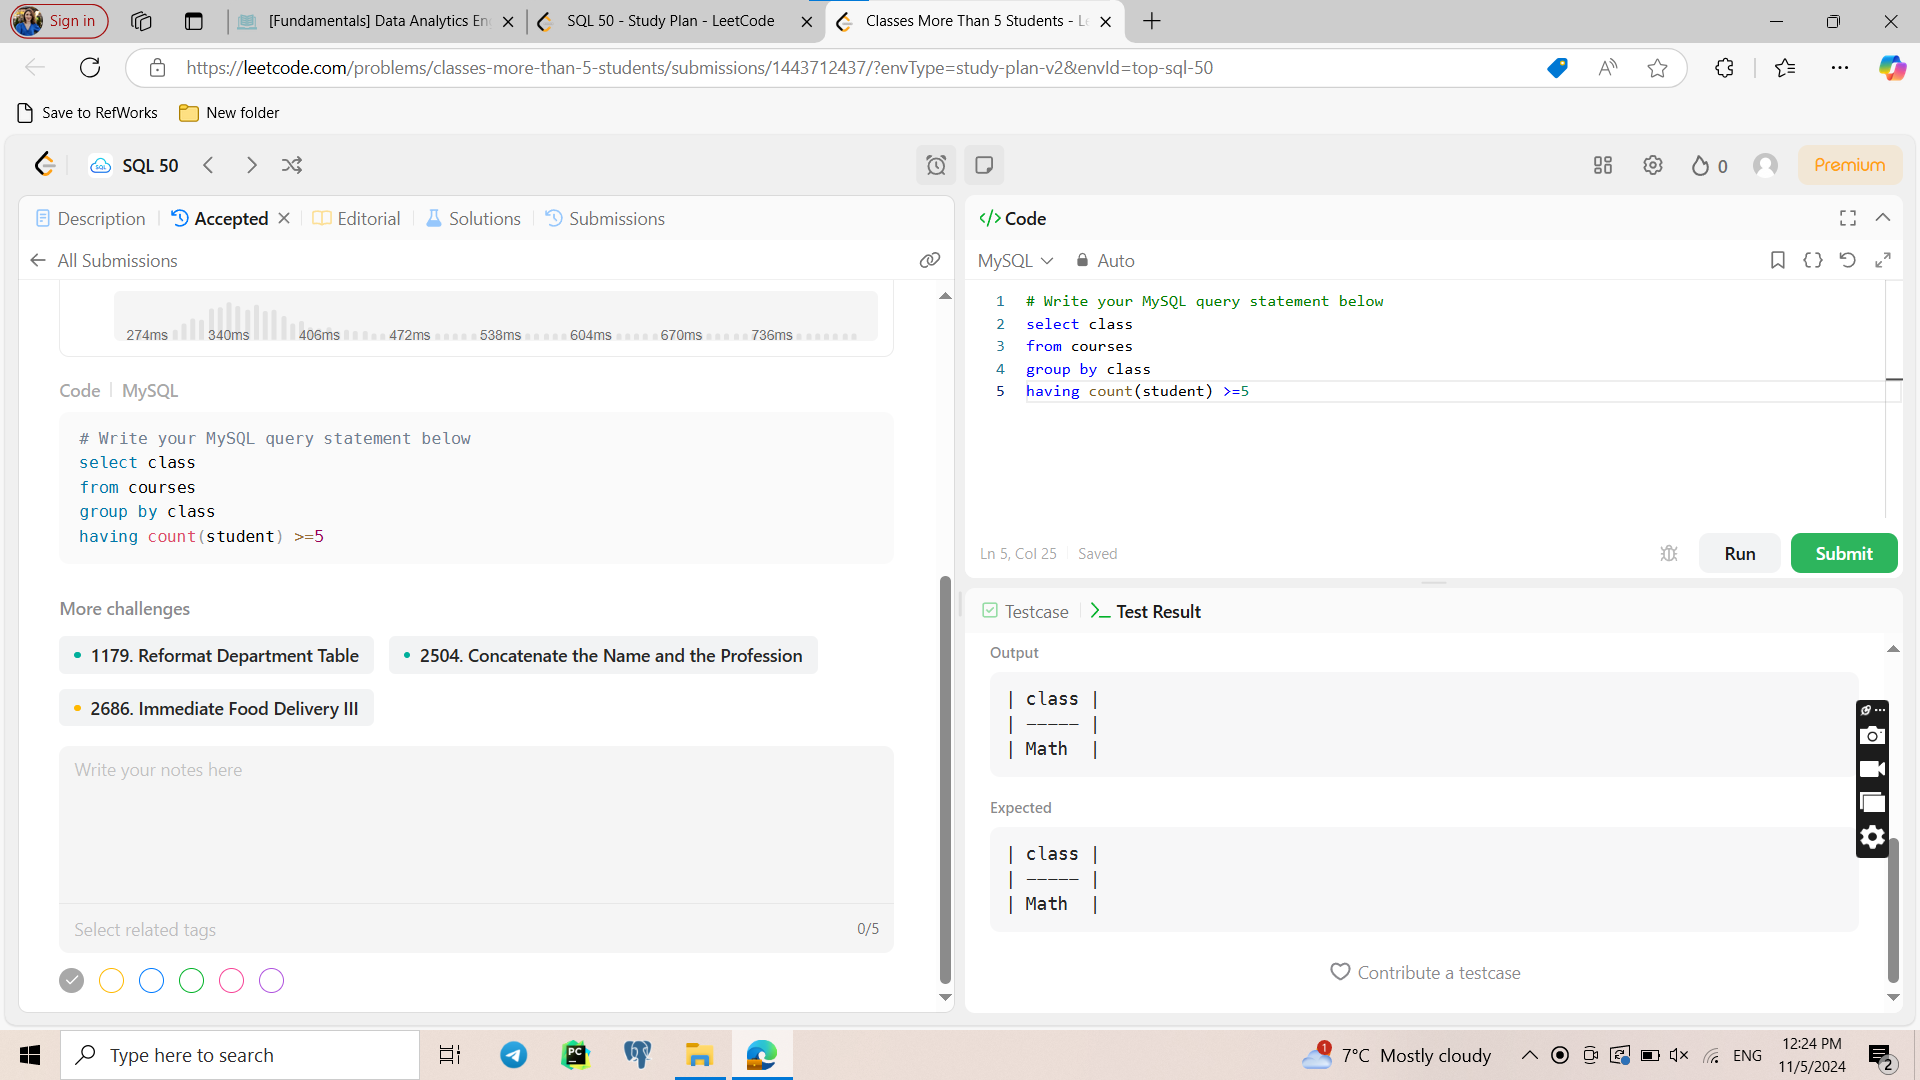 Sign in
[Fundamentals] Data Analytics En
SQL 50 - Study Plan - LeetCode
Classes More Than 5 Students - Le
https://leetcode.com/problems/classes-more-than-5-students/submissions/1443712437/?envType=study-plan-v2&envId=top-sql-50
Save to RefWorks
New folder
SQL 50
0
Premium
Description
Accepted
Editorial
Solutions
Submissions
All Submissions
274ms 340ms 406ms 472ms 538ms 604ms 670ms 736ms
Code
MySQL
# Write your MySQL query statement below
select class
from courses
group by class
having count(student) >=5
More challenges
1179. Reformat Department Table
2504. Concatenate the Name and the Profession
2686. Immediate Food Delivery III
Write your notes here
Select related tags
0/5
</> Code
MySQL
Auto
1 # Write your MySQL query statement below
2 select class
3 from courses
4 group by class
5 having count(student) >=5
Ln 5, Col 25
Saved
Run
Submit
Testcase
Test Result
Output
| class |
| ----- |
| Math |
Expected
| class |
| ----- |
| Math |
Contribute a testcase
Type here to search
PC
1
7°C Mostly cloudy
ENG
12:24 PM
11/5/2024
2